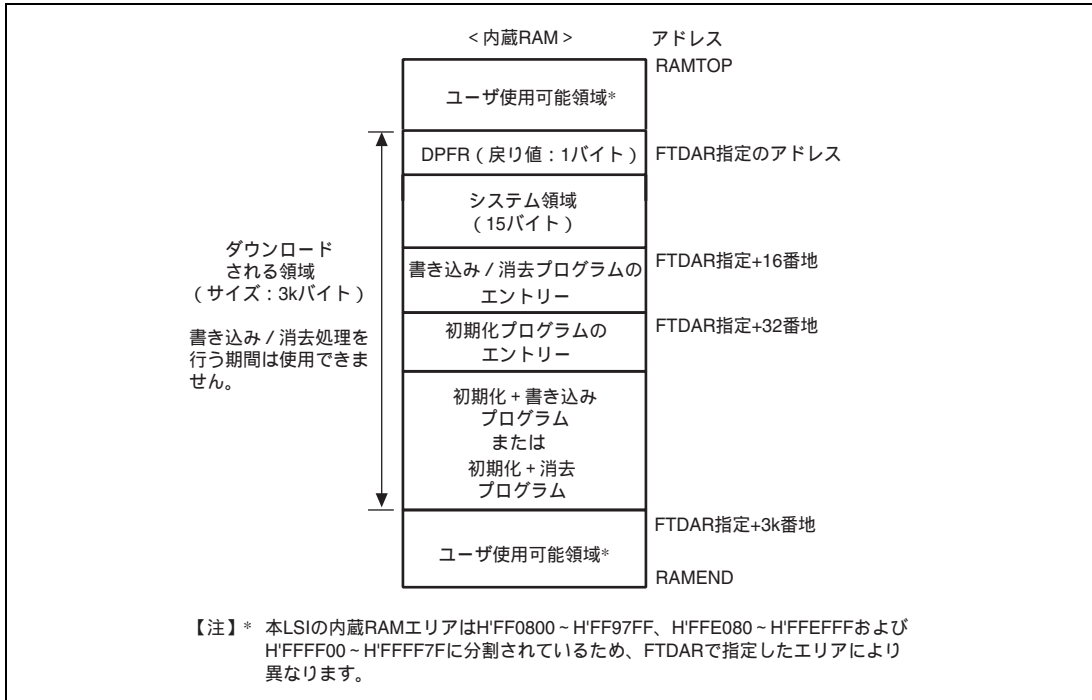 ＜内蔵RAM＞
アドレス
RAMTOP
ユーザ使用可能領域*
DPFR（戻り値：1バイト）
FTDAR指定のアドレス
システム領域
（15バイト）
ダウンロード
される領域
（サイズ：3kバイト）
書き込み／消去処理を
行う期間は使用できま
せん。
書き込み／消去プログラムの
エントリー
FTDAR指定+16番地
初期化プログラムの
エントリー
FTDAR指定+32番地
初期化＋書き込み
プログラム
または
初期化＋消去
プログラム
FTDAR指定+3k番地
ユーザ使用可能領域*
RAMEND
【注】* 本LSIの内蔵RAMエリアはH'FF0800～H'FF97FF、H'FFE080～H'FFEFFFおよび
H'FFFF00～H'FFFF7Fに分割されているため、FTDARで指定したエリアにより
異なります。